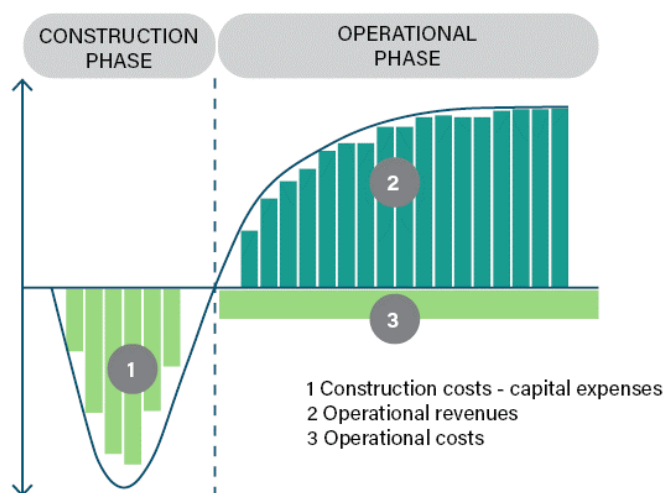 CONSTRUCTION
PHASE
OPERATIONAL
PHASE
2
3
1
1 Construction costs - capital expenses
2 Operational revenues
3 Operational costs